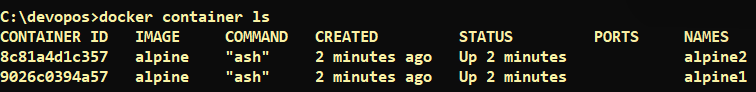 C:\devopos>docker container ls
CONTAINER ID   IMAGE     COMMAND   CREATED         STATUS         PORTS     NAMES
8c81a4d1c357   alpine    "ash"     2 minutes ago   Up 2 minutes             alpine2
9026c0394a57   alpine    "ash"     2 minutes ago   Up 2 minutes             alpine1